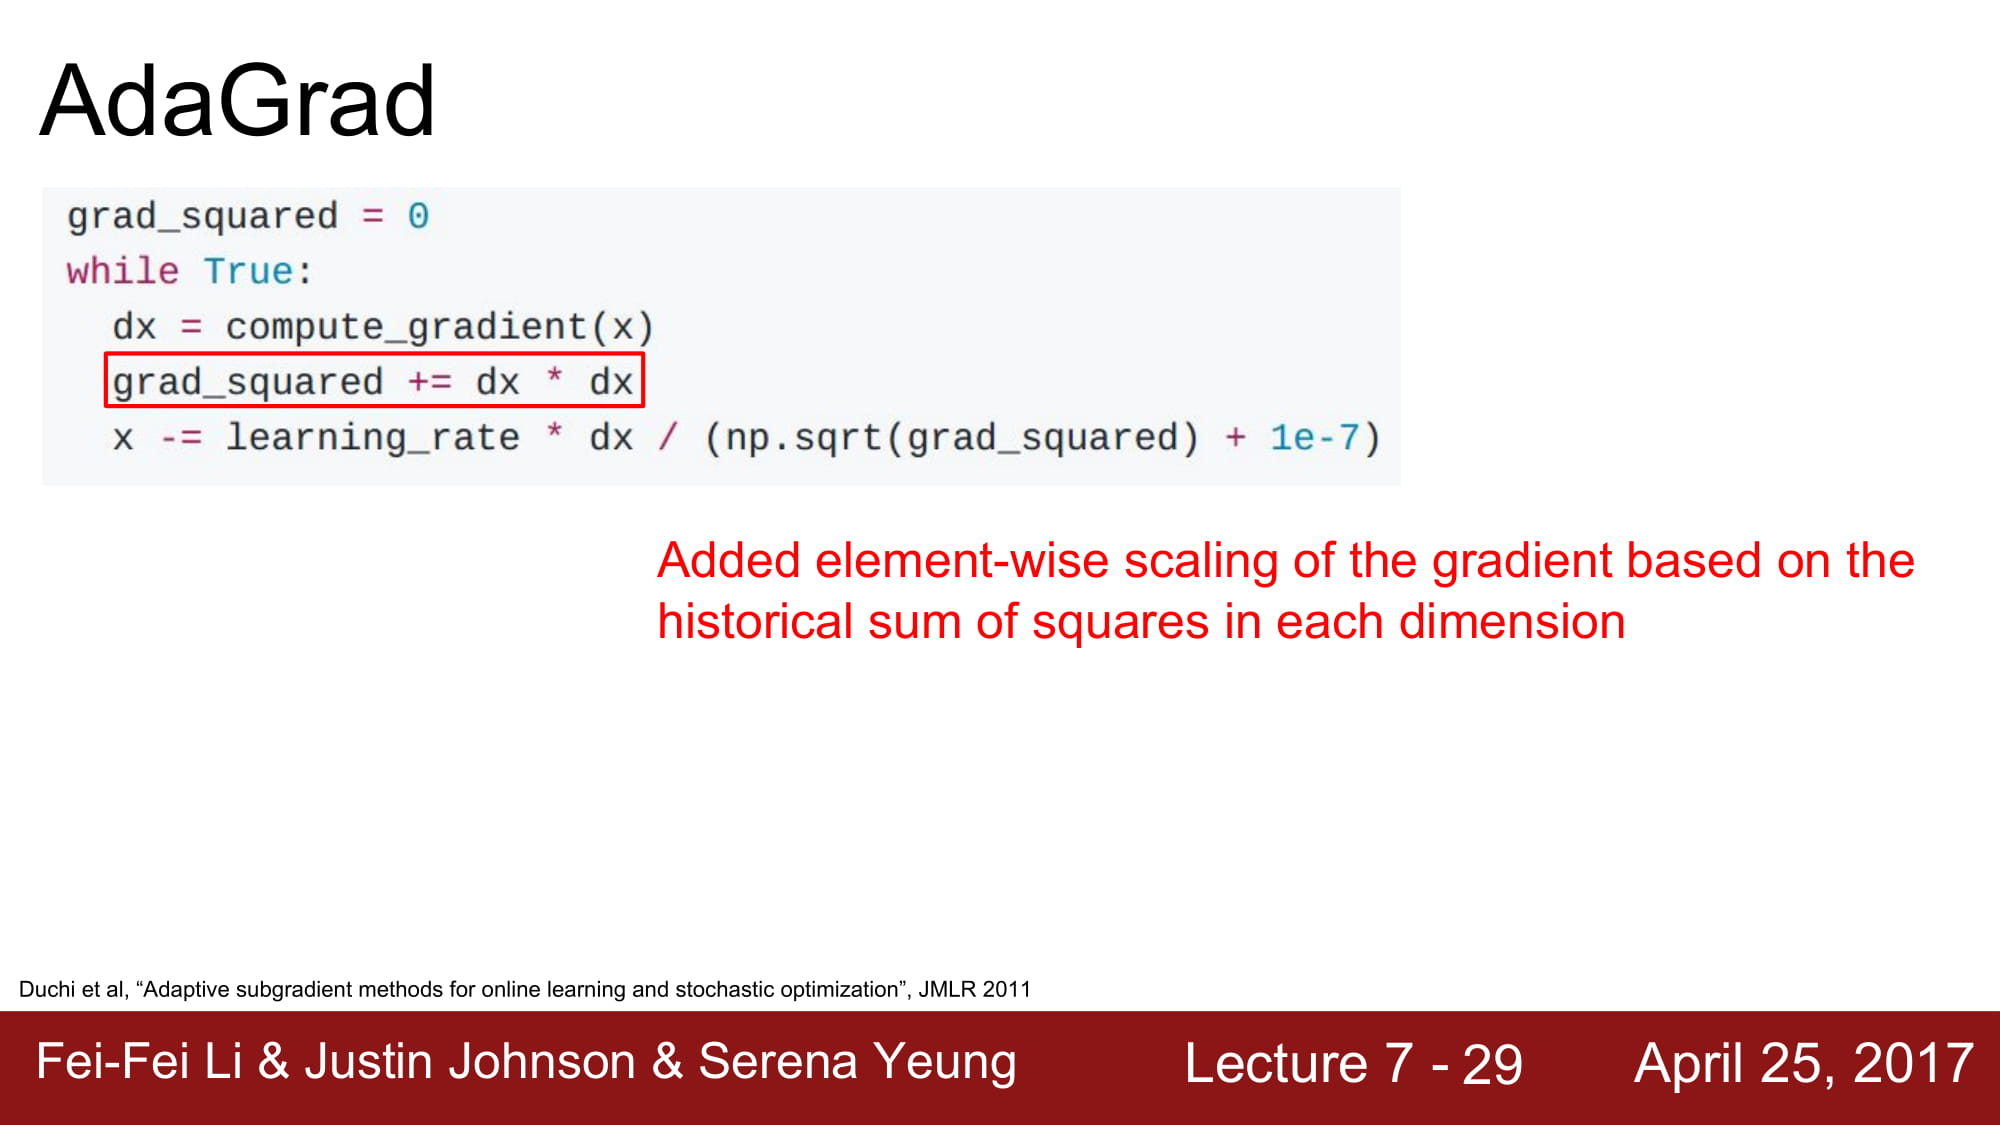 AdaGrad
grad_squared = 0
while True:
  dx = compute_gradient(x)
  grad_squared += dx * dx
  x -= learning_rate * dx / (np.sqrt(grad_squared) + 1e-7)
Added element-wise scaling of the gradient based on the
historical sum of squares in each dimension
Duchi et al, “Adaptive subgradient methods for online learning and stochastic optimization”, JMLR 2011
Fei-Fei Li & Justin Johnson & Serena Yeung Lecture 7 - 29 April 25, 2017